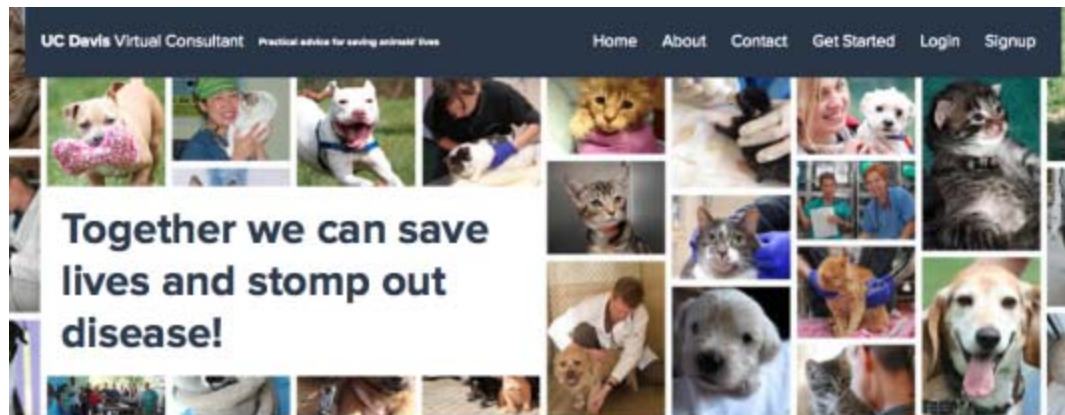 UC Davis Virtual Consultant Practical advice for saving animals' lives Home About Contact Get Started Login Signup
Together we can save
lives and stomp out
disease!